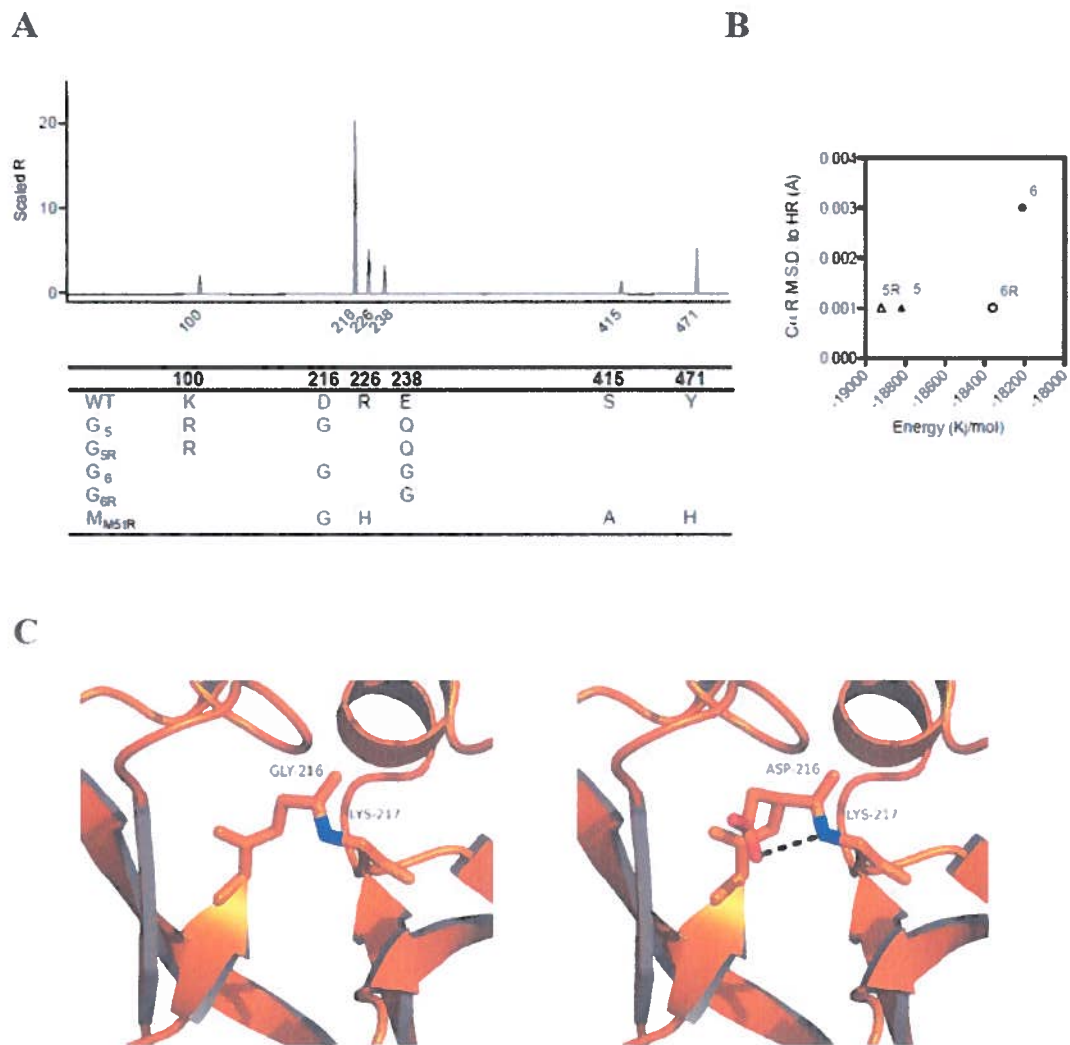 A
B
Scaled R
20
10
0
100
216
226
238
415
471
100 216 226 238 415 471
WT K D R E S Y
G5 R G Q
G5R R Q
G6 G G
G6R G
MM51R G H A H
Cα R.M.S.D. to HR (A)
0.004
0.003
0.002
0.001
0.000
6
5R
5
6R
-19000
-18800
-18600
-18400
-18200
-18000
Energy (Kj/mol)
C
GLY-216
LYS-217
ASP-216
LYS-217